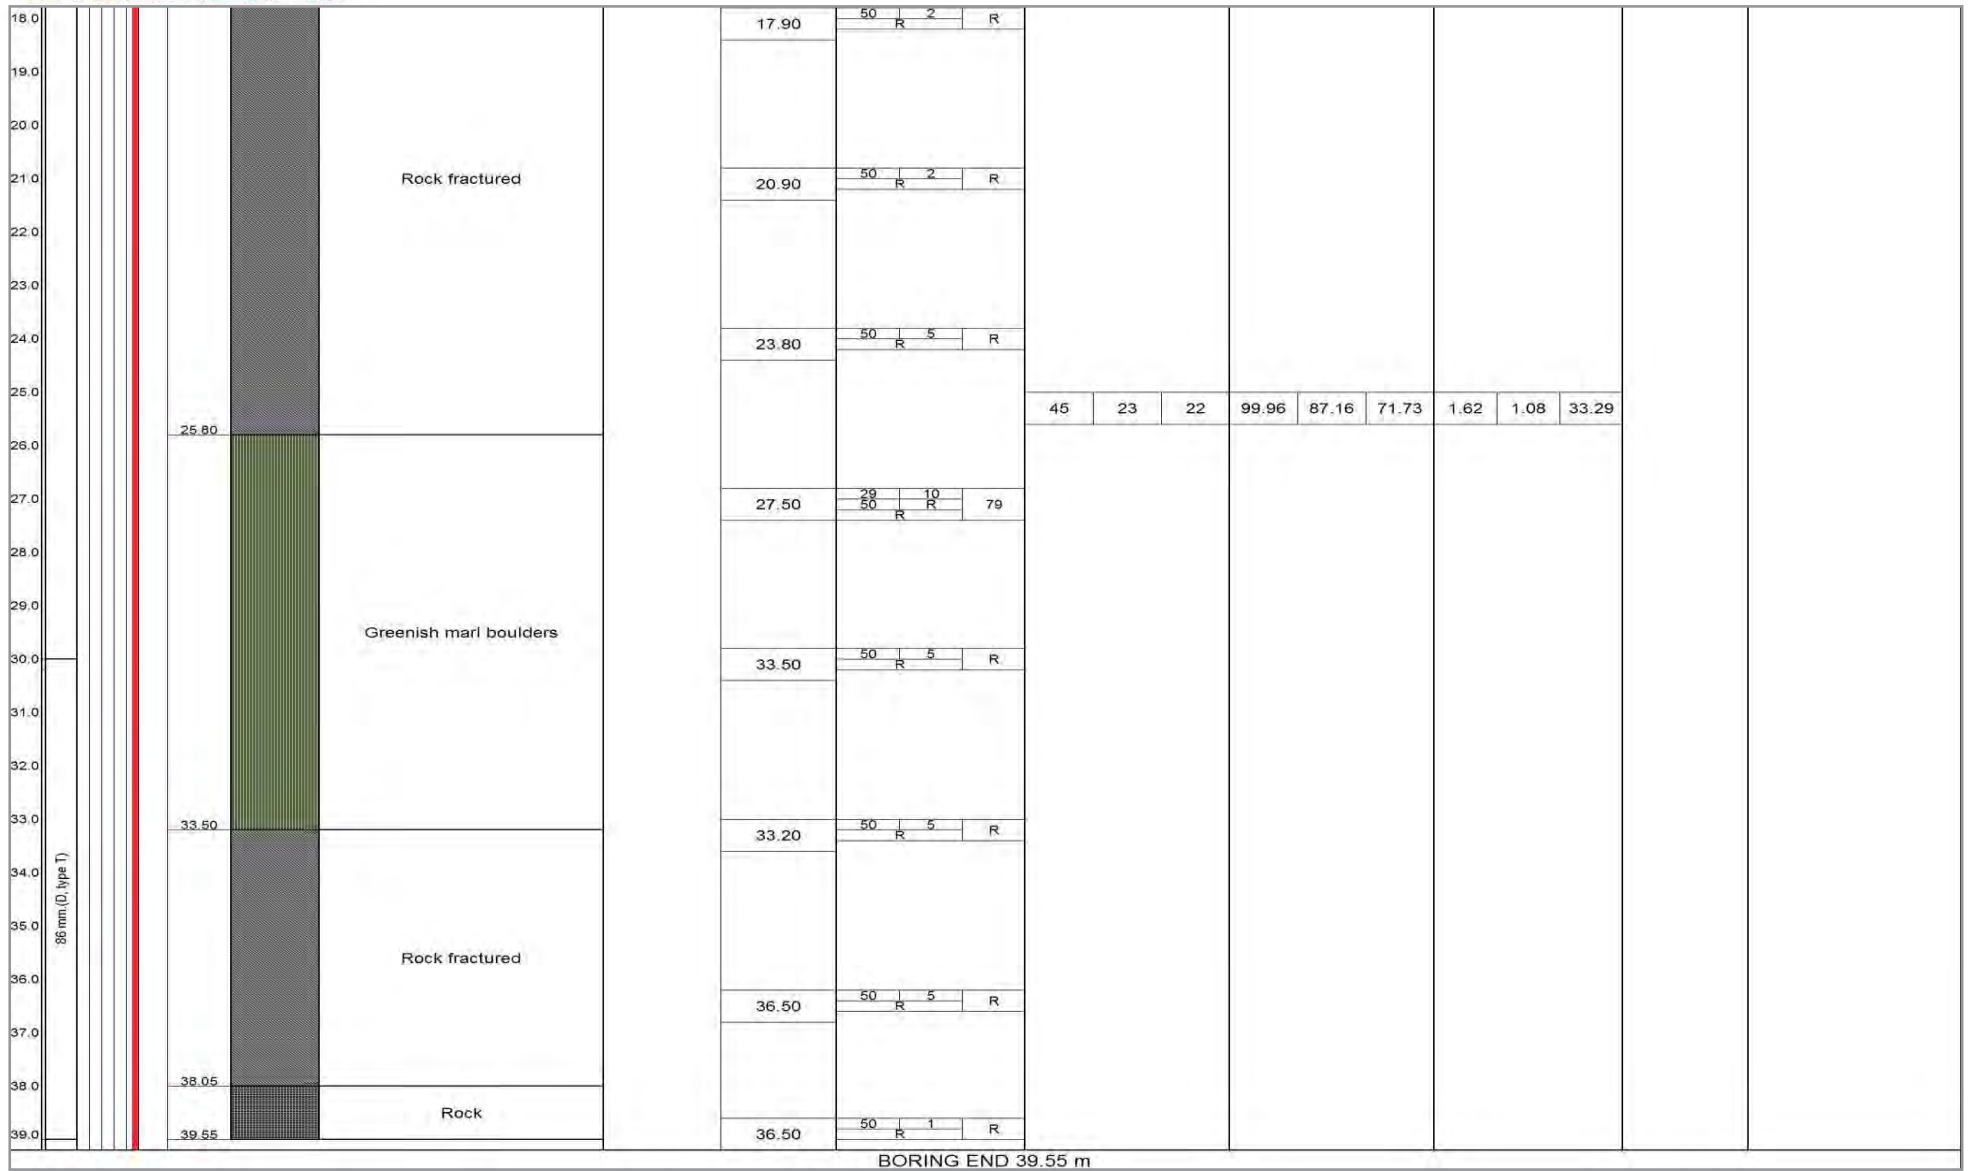 18.0
17.90
50 2
R
R
19.0
20.0
21.0
Rock fractured
20.90
50 2
R
R
22.0
23.0
24.0
23.80
50 5
R
R
25.0
45 23 22 99.96 87.16 71.73 1.62 1.08 33.29
25.80
26.0
27.0
27.50
29 10
50 R
R
79
28.0
29.0
Greenish marl boulders
30.0
33.50
50 5
R
R
31.0
32.0
33.0
33.50
33.20
50 5
R
R
34.0
86 mm.(D, type T)
35.0
Rock fractured
36.0
36.50
50 5
R
R
37.0
38.0
38.05
Rock
39.0
39.55
36.50
50 1
R
R
BORING END 39.55 m